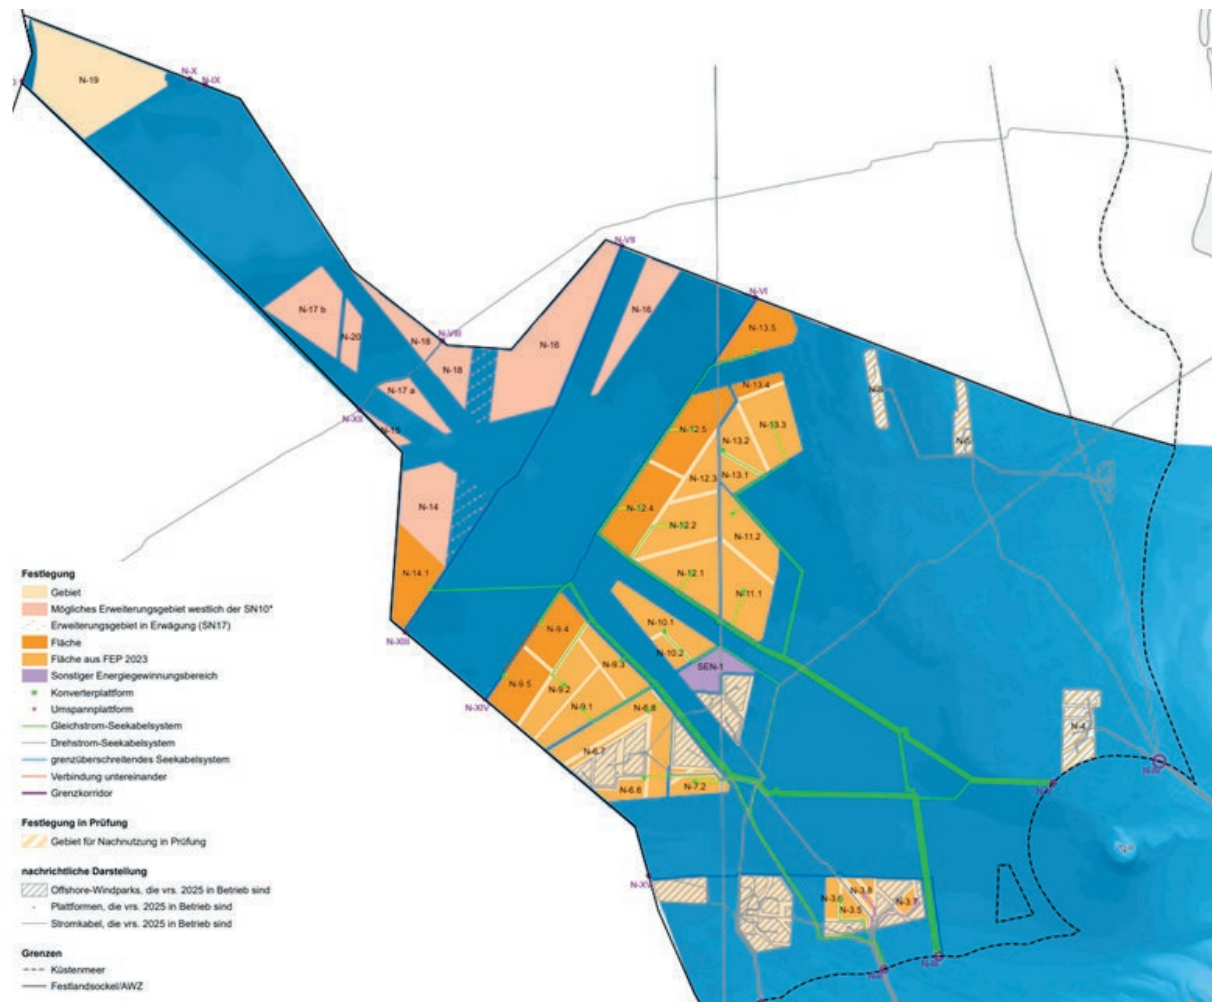 N-19
N-X
N-IX
N-VII
N-VI
N-17 b
N-20
N-18
N-VIII
N-18
N-16
N-16
N-17 a
N-XII
N-15
N-13.5
N-13.4
N-13.3
N-13.2
N-13.1
N-12.5
N-12.3
N-12.4
N-12.2
N-12.1
N-11.2
N-11.1
N-5
N-14
N-14.1
N-XIII
N-10.1
N-10.2
SEN-1
N-9.4
N-9.3
N-9.5
N-9.2
N-9.1
N-XIV
N-6.8
N-6.7
N-6.6
N-7.2
N-4
N-IV
N-V
N-XV
N-3.8
N-3.6
N-3.5
N-3.7
N-II
N-III
Festlegung
Gebiet
Mögliches Erweiterungsgebiet westlich der SN10*
Erweiterungsgebiet in Erwägung (SN17)
Fläche
Fläche aus FEP 2023
Sonstiger Energiegewinnungsbereich
Konverterplattform
Umspannplattform
Gleichstrom-Seekabelsystem
Drehstrom-Seekabelsystem
grenzüberschreitendes Seekabelsystem
Verbindung untereinander
Grenzkorridor
Festlegung in Prüfung
Gebiet für Nachnutzung in Prüfung
nachrichtliche Darstellung
Offshore-Windparks, die vrs. 2025 in Betrieb sind
Plattformen, die vrs. 2025 in Betrieb sind
Stromkabel, die vrs. 2025 in Betrieb sind
Grenzen
Küstenmeer
Festlandsockel/AWZ